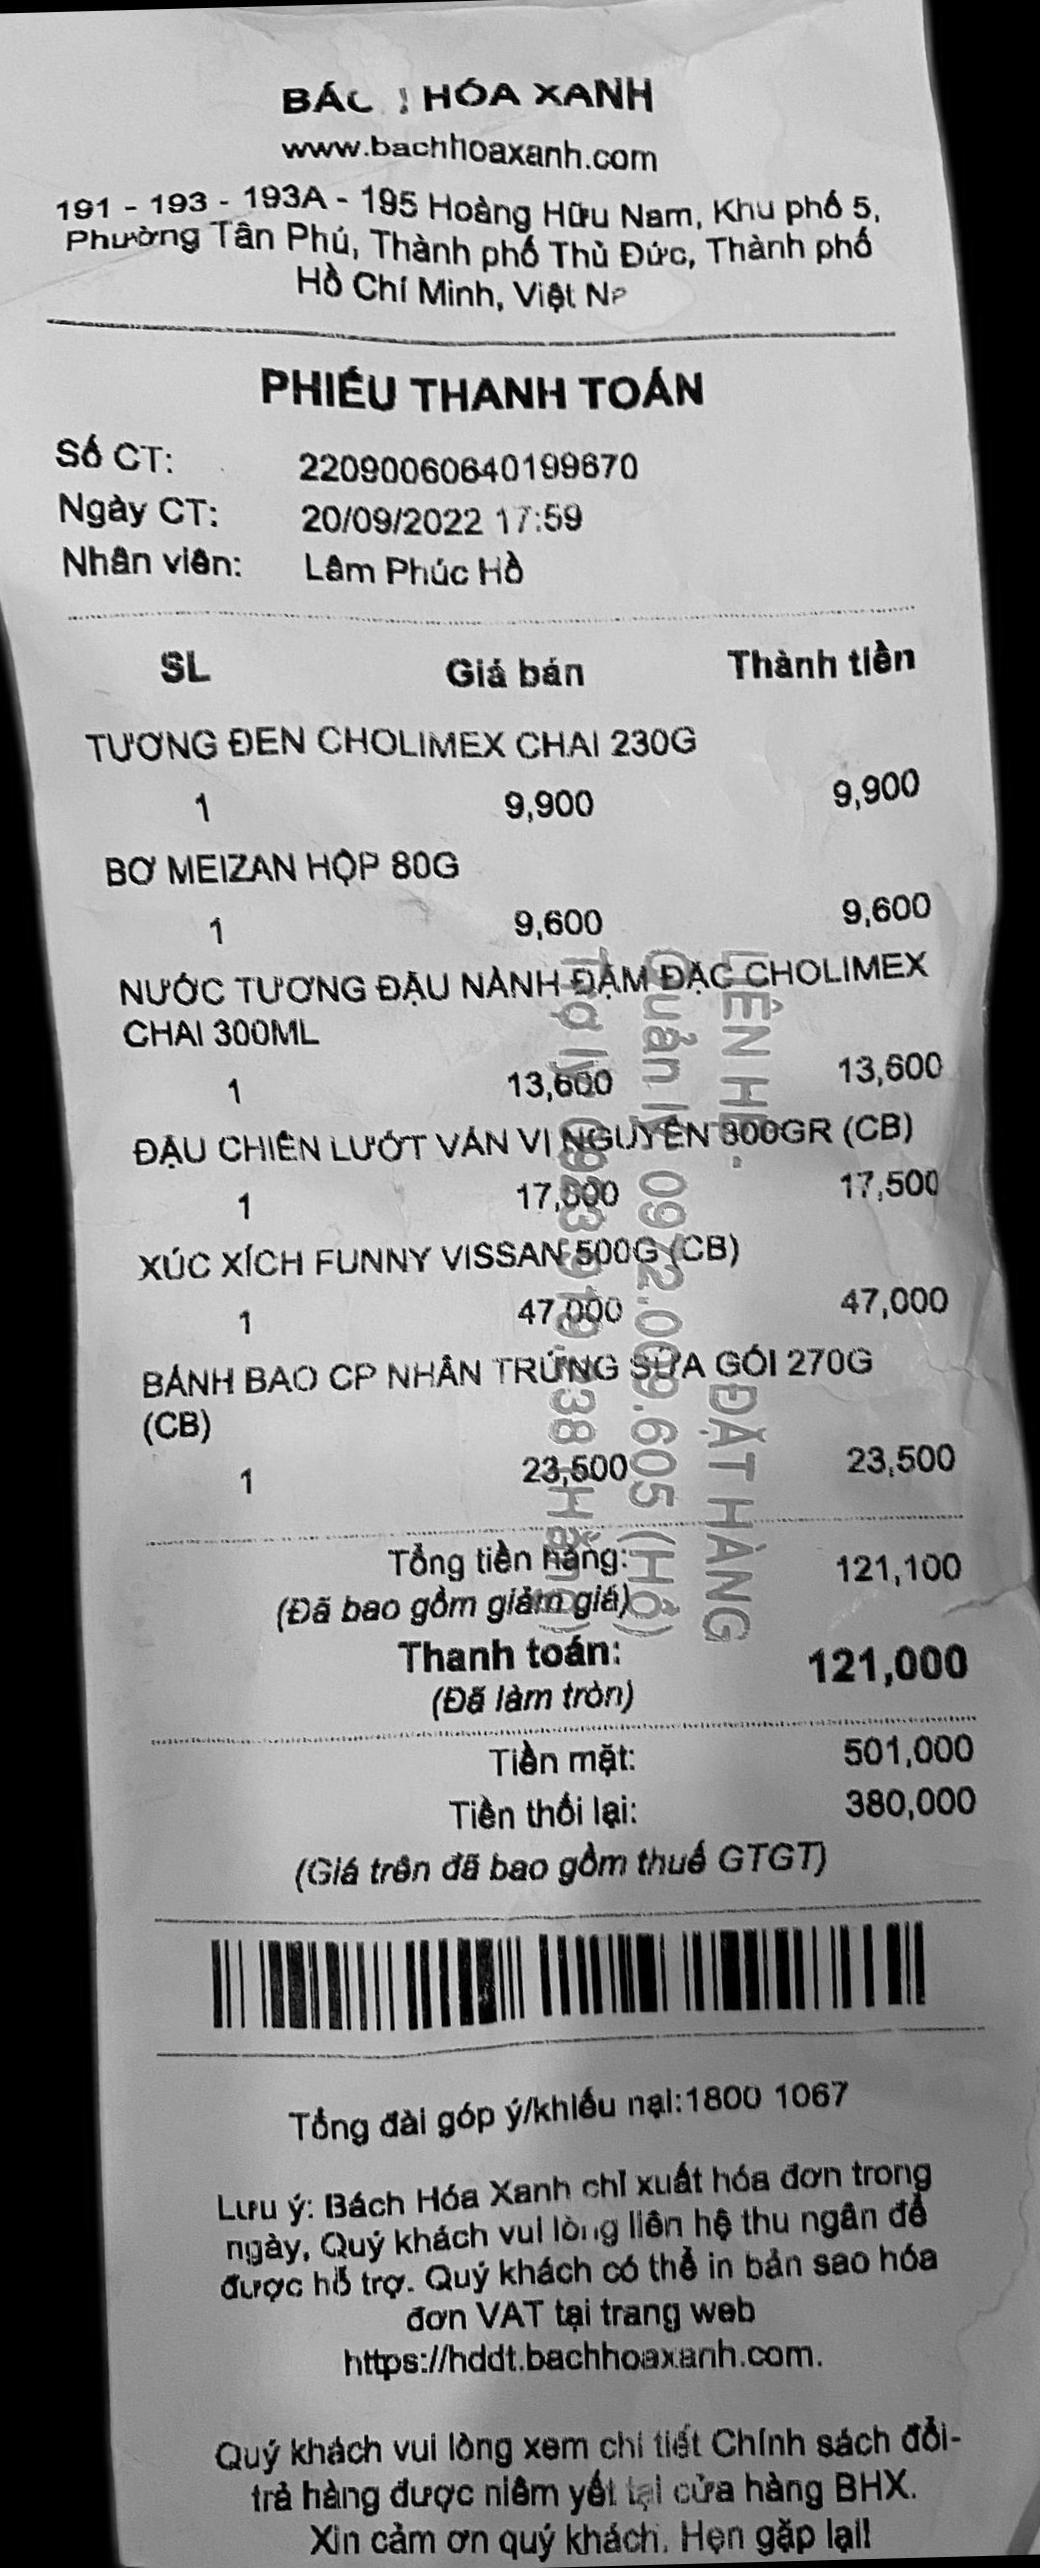 BÁCH HÓA XANH
www.bachhoaxanh.com
191 - 193 - 193A - 195 Hoàng Hữu Nam, Khu phố 5,
Phường Tân Phú, Thành phố Thủ Đức, Thành phố
Hồ Chí Minh, Việt Na
PHIẾU THANH TOÁN
Số CT: 22090060640199670
Ngày CT: 20/09/2022 17:59
Nhân viên: Lâm Phúc Hồ
SL Giá bán Thành tiền
TƯƠNG ĐEN CHOLIMEX CHAI 230G
1 9,900 9,900
BƠ MEIZAN HỘP 80G
1 9,600 9,600
NƯỚC TƯƠNG ĐẬU NÀNH ĐẬM ĐẶC CHOLIMEX
CHAI 300ML
1 13,600 13,600
ĐẬU CHIÊN LƯỚT VÁN VỊ NGUYÊN 300GR (CB)
1 17,500 17,500
XÚC XÍCH FUNNY VISSAN 500G (CB)
1 47,000 47,000
BÁNH BAO CP NHÂN TRỨNG SỮA GÓI 270G
(CB)
1 23,500 23,500
Tổng tiền hàng: 121,100
(Đã bao gồm giảm giá)
Thanh toán: 121,000
(Đã làm tròn)
Tiền mặt: 501,000
Tiền thối lại: 380,000
(Giá trên đã bao gồm thuế GTGT)
LIÊN HỆ ĐẶT HÀNG
Quản lý 0972.009.605 (Hồ)
Trợ lý
Tổng đài góp ý/khiếu nại:1800 1067
Lưu ý: Bách Hóa Xanh chỉ xuất hóa đơn trong
ngày, Quý khách vui lòng liên hệ thu ngân để
được hỗ trợ. Quý khách có thể in bản sao hóa
đơn VAT tại trang web
https://hddt.bachhoaxanh.com.
Quý khách vui lòng xem chi tiết Chính sách đổi-
trả hàng được niêm yết tại cửa hàng BHX.
Xin cảm ơn quý khách. Hẹn gặp lại!